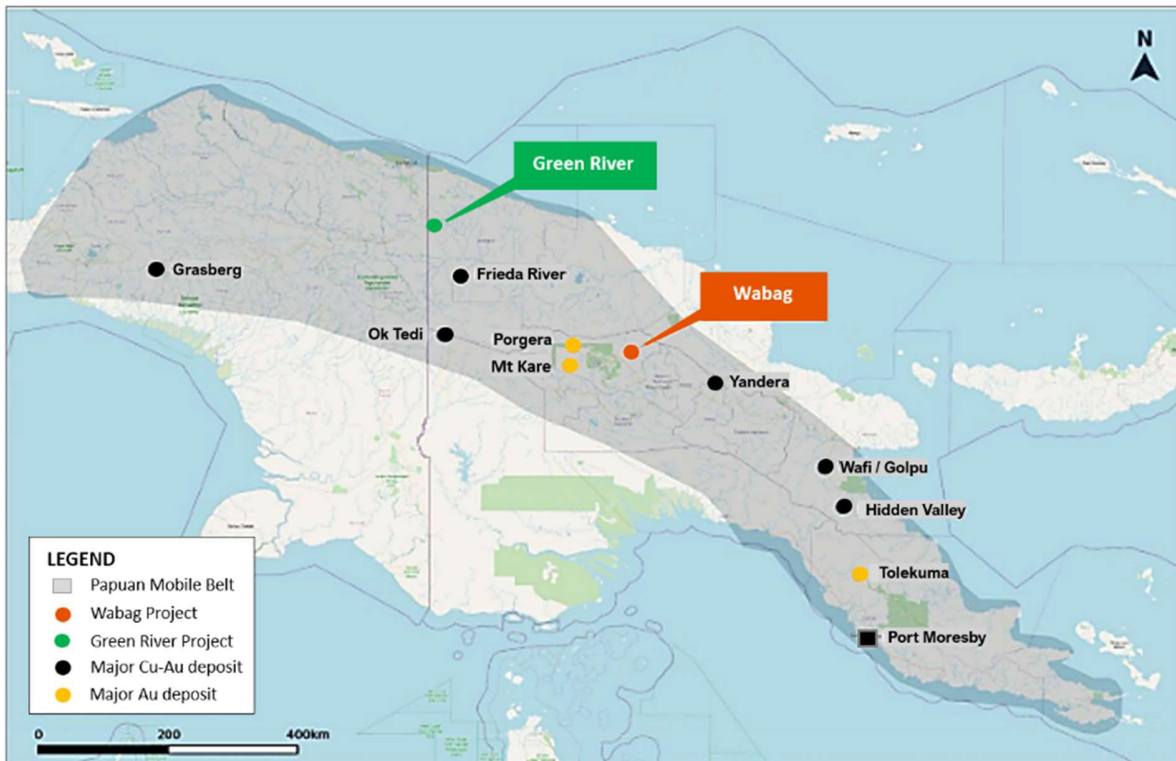 N
Green River
Grasberg
Frieda River
Wabag
Ok Tedi
Porgera
Mt Kare
Yandera
Wafi / Golpu
Hidden Valley
Tolekuma
Port Moresby
LEGEND
Papuan Mobile Belt
Wabag Project
Green River Project
Major Cu-Au deposit
Major Au deposit
0 200 400km